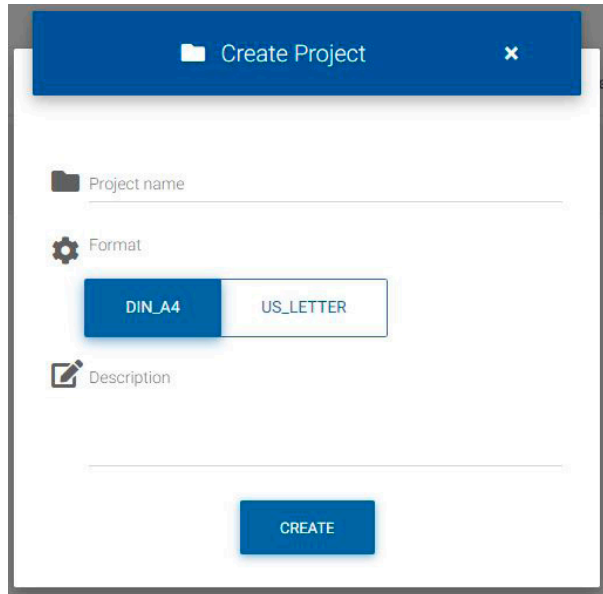 Create Project
Project name
Format
DIN_A4 US_LETTER
Description
CREATE